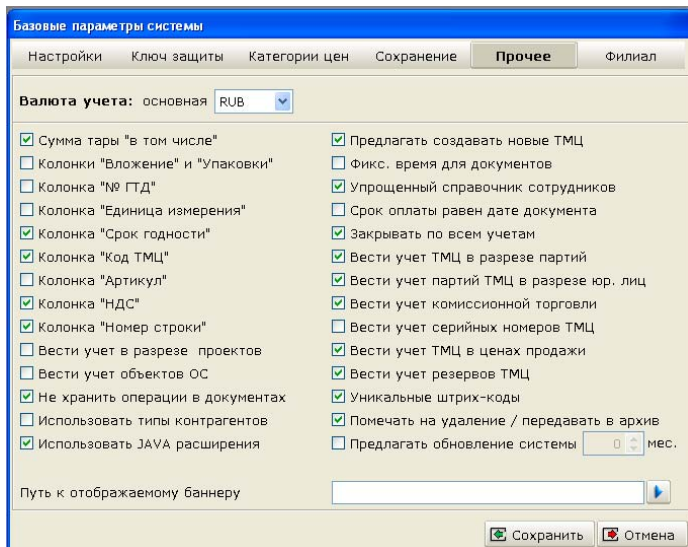 Базовые параметры системы
Настройки Ключ защиты Категории цен Сохранение Прочее Филиал
Валюта учета: основная RUB
Сумма тары "в том числе"
Колонки "Вложение" и "Упаковки"
Колонка "№ ГТД"
Колонка "Единица измерения"
Колонка "Срок годности"
Колонка "Код ТМЦ"
Колонка "Артикул"
Колонка "НДС"
Колонка "Номер строки"
Вести учет в разрезе проектов
Вести учет объектов ОС
Не хранить операции в документах
Использовать типы контрагентов
Использовать JAVA расширения
Предлагать создавать новые ТМЦ
Фикс. время для документов
Упрощенный справочник сотрудников
Срок оплаты равен дате документа
Закрывать по всем учетам
Вести учет ТМЦ в разрезе партий
Вести учет партий ТМЦ в разрезе юр. лиц
Вести учет комиссионной торговли
Вести учет серийных номеров ТМЦ
Вести учет ТМЦ в ценах продажи
Вести учет резервов ТМЦ
Уникальные штрих-коды
Помечать на удаление / передавать в архив
Предлагать обновление системы 0 мес.
Путь к отображаемому баннеру
Сохранить Отмена